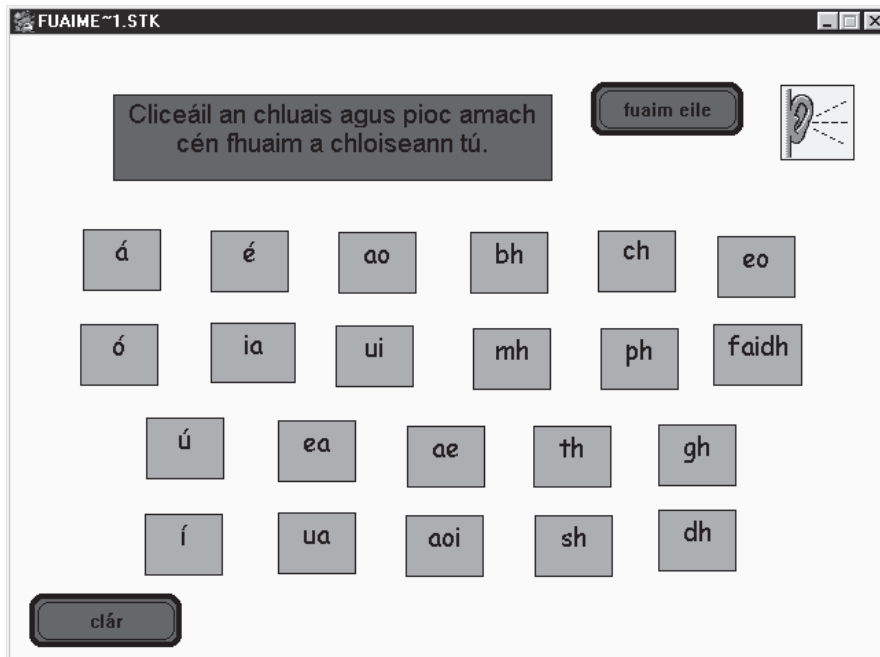 FUAIME~1.STK
Cliceáil an chluais agus pioc amach
cén fhuaim a chloiseann tú.
fuaim eile
á é ao bh ch eo
ó ia ui mh ph faidh
ú ea ae th gh
í ua aoi sh dh
clár